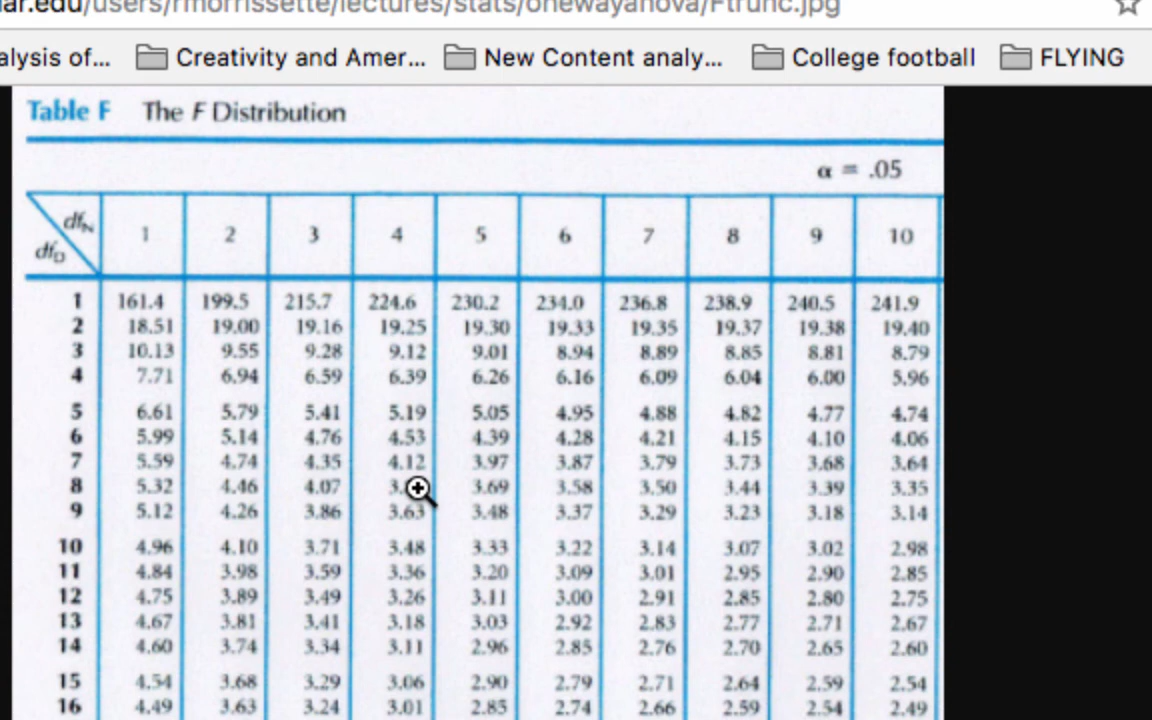 ar.edu/users/rmorrissette/lectures/stats/onewayanova/Ftrunc.jpg
alysis of... Creativity and Amer... New Content analy... College football FLYING
Table F The F Distribution
α = .05
dfN 1 2 3 4 5 6 7 8 9 10
dfD
1 161.4 199.5 215.7 224.6 230.2 234.0 236.8 238.9 240.5 241.9
2 18.51 19.00 19.16 19.25 19.30 19.33 19.35 19.37 19.38 19.40
3 10.13 9.55 9.28 9.12 9.01 8.94 8.89 8.85 8.81 8.79
4 7.71 6.94 6.59 6.39 6.26 6.16 6.09 6.04 6.00 5.96
5 6.61 5.79 5.41 5.19 5.05 4.95 4.88 4.82 4.77 4.74
6 5.99 5.14 4.76 4.53 4.39 4.28 4.21 4.15 4.10 4.06
7 5.59 4.74 4.35 4.12 3.97 3.87 3.79 3.73 3.68 3.64
8 5.32 4.46 4.07 3.69 3.58 3.50 3.44 3.39 3.35
9 5.12 4.26 3.86 3.63 3.48 3.37 3.29 3.23 3.18 3.14
10 4.96 4.10 3.71 3.48 3.33 3.22 3.14 3.07 3.02 2.98
11 4.84 3.98 3.59 3.36 3.20 3.09 3.01 2.95 2.90 2.85
12 4.75 3.89 3.49 3.26 3.11 3.00 2.91 2.85 2.80 2.75
13 4.67 3.81 3.41 3.18 3.03 2.92 2.83 2.77 2.71 2.67
14 4.60 3.74 3.34 3.11 2.96 2.85 2.76 2.70 2.65 2.60
15 4.54 3.68 3.29 3.06 2.90 2.79 2.71 2.64 2.59 2.54
16 4.49 3.63 3.24 3.01 2.85 2.74 2.66 2.59 2.54 2.49